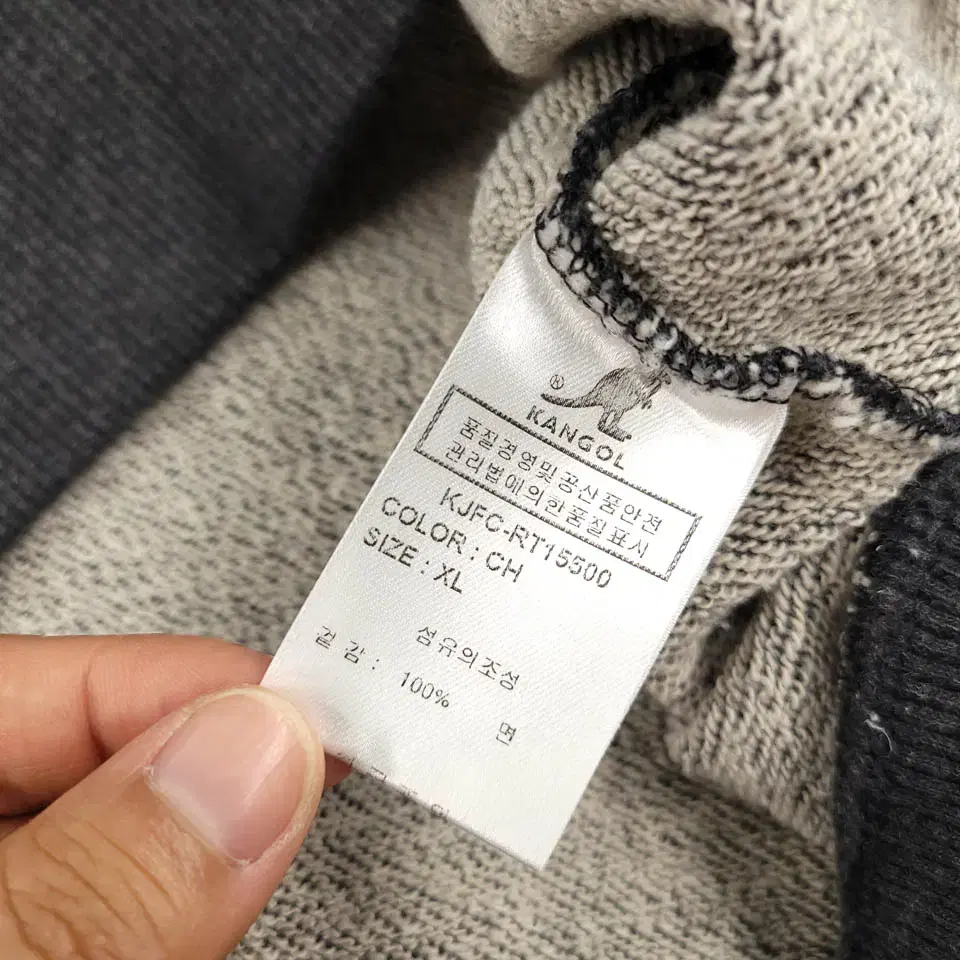 ®
KANGOL
품질경영및공산품안전
관리법에의한품질표시
KJFC-RT15500
COLOR : CH
SIZE : XL
섬유의조성
겉 감 : 100% 면